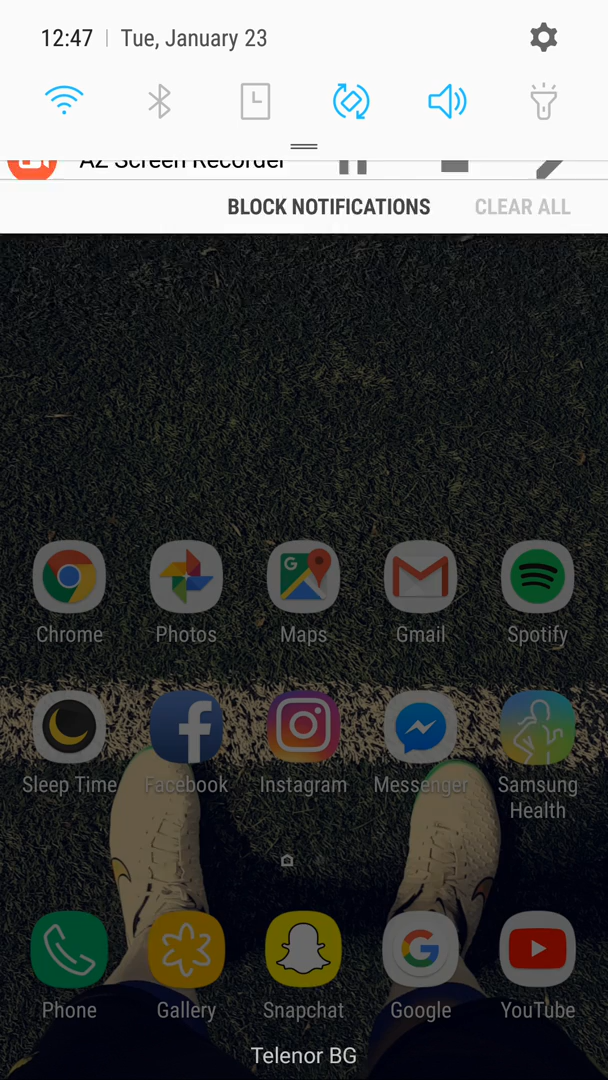 12:47 | Tue, January 23
AZ Screen Recorder
BLOCK NOTIFICATIONS CLEAR ALL
G
Chrome Photos Maps Gmail Spotify
Sleep Time Facebook Instagram Messenger Samsung Health
G
Phone Gallery Snapchat Google YouTube
Telenor BG